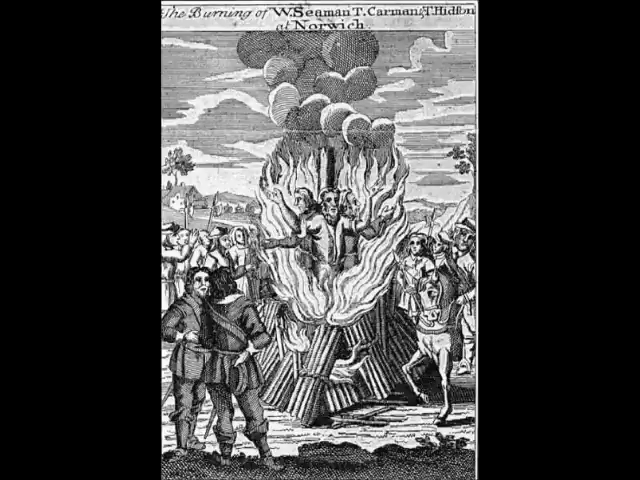 The Burning of W. Seaman T. Carman & T. Hudson
at Norwich.